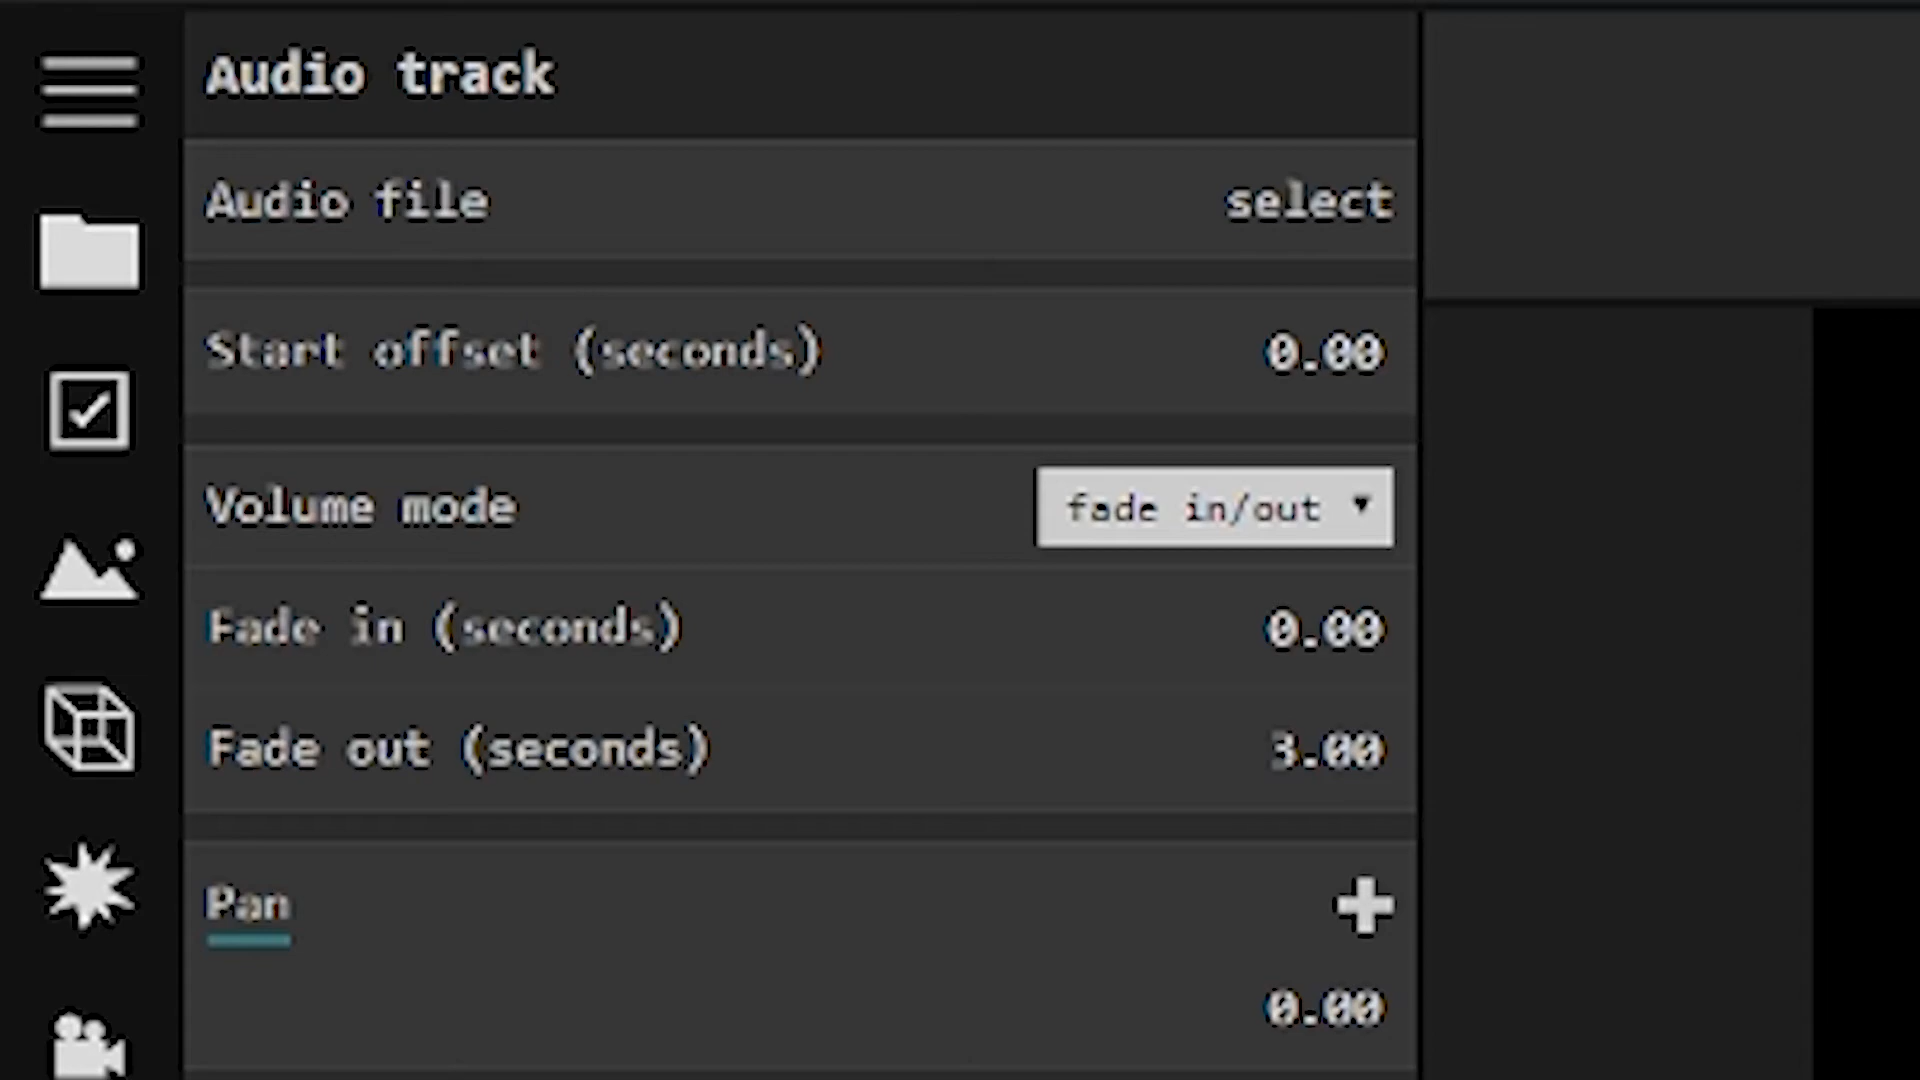 Audio track
Audio file select
Start offset (seconds) 0.00
Volume mode fade in/out
Fade in (seconds) 0.00
Fade out (seconds) 3.00
Pan
0.00